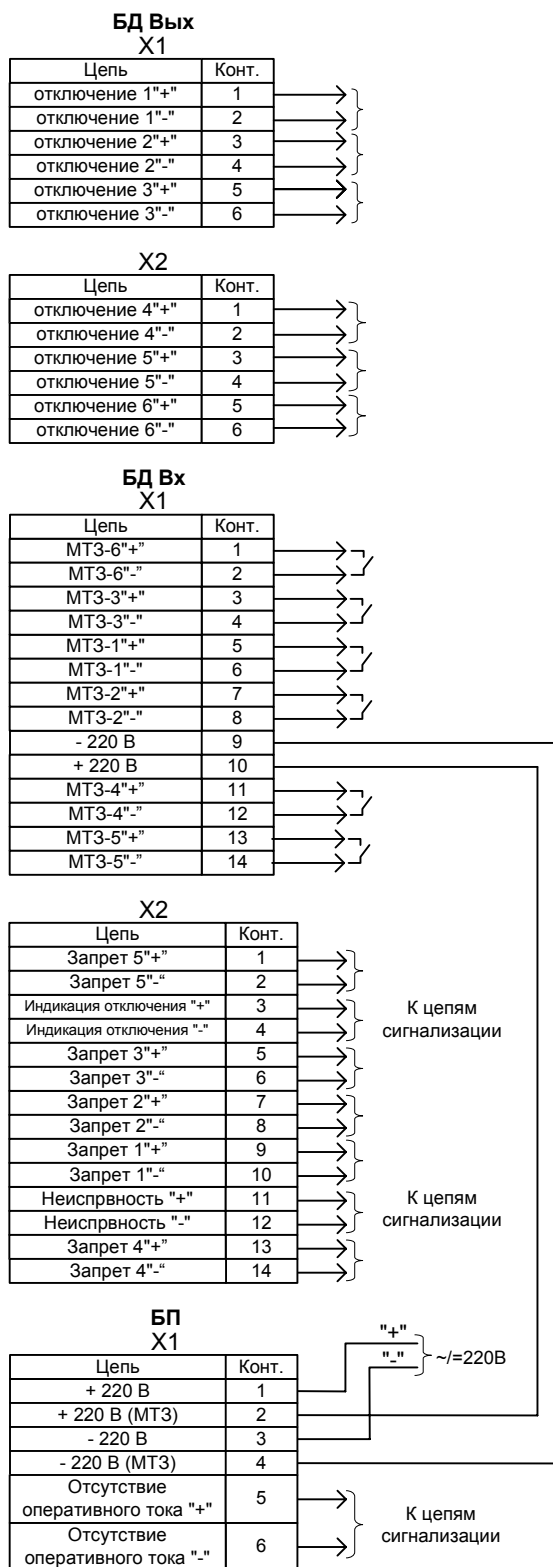 БД Вых
X1
Цепь Конт.
отключение 1"+" 1
отключение 1"-" 2
отключение 2"+" 3
отключение 2"-" 4
отключение 3"+" 5
отключение 3"-" 6
X2
Цепь Конт.
отключение 4"+" 1
отключение 4"-" 2
отключение 5"+" 3
отключение 5"-" 4
отключение 6"+" 5
отключение 6"-" 6
БД Вх
X1
Цепь Конт.
МТЗ-6"+” 1
МТЗ-6"-” 2
МТЗ-3"+” 3
МТЗ-3"-” 4
МТЗ-1"+” 5
МТЗ-1"-” 6
МТЗ-2"+” 7
МТЗ-2"-” 8
- 220 В 9
+ 220 В 10
МТЗ-4"+” 11
МТЗ-4"-” 12
МТЗ-5"+” 13
МТЗ-5"-” 14
X2
Цепь Конт.
Запрет 5"+” 1
Запрет 5"-“ 2
Индикация отключения "+" 3
Индикация отключения "-" 4
К цепям
сигнализации
Запрет 3"+” 5
Запрет 3"-“ 6
Запрет 2"+” 7
Запрет 2"-“ 8
Запрет 1"+” 9
Запрет 1"-“ 10
Неиспрвность "+" 11
Неиспрвность "-" 12
К цепям
сигнализации
Запрет 4"+” 13
Запрет 4"-“ 14
БП
X1
"+"
"-"
~/=220В
Цепь Конт.
+ 220 В 1
+ 220 В (МТЗ) 2
- 220 В 3
- 220 В (МТЗ) 4
Отсутствие
оперативного тока "+" 5
Отсутствие
оперативного тока "-" 6
К цепям
сигнализации